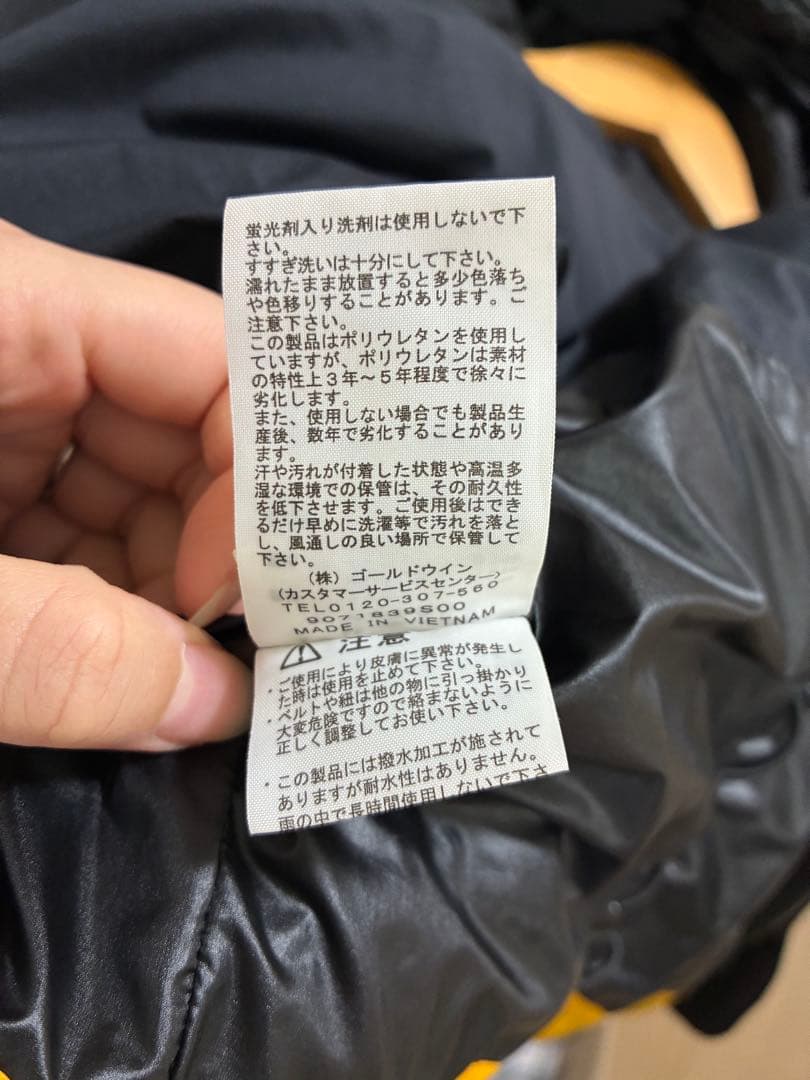 蛍光剤入り洗剤は使用しないで下
さい。
すすぎ洗いは十分にして下さい。
濡れたまま放置すると多少色落ち
や色移りすることがあります。ご
注意下さい。
この製品はポリウレタンを使用し
ていますが、ポリウレタンは素材
の特性上3年～5年程度で徐々に
劣化します。
また、使用しない場合でも製品生
産後、数年で劣化することがあり
ます。
汗や汚れが付着した状態や高温多
湿な環境での保管は、その耐久性
を低下させます。ご使用後はでき
るだけ早めに洗濯等で汚れを落と
し、風通しの良い場所で保管して
下さい。
(株) ゴールドウイン
(カスタマーサービスセンター)
TEL0120-307-560
9071839S00
MADE IN VIETNAM
注意
・ご使用により皮膚に異常が発生し
た時は使用を止めて下さい。
・ベルトや紐は他の物に引っ掛かり
大変危険ですので絡まないように
正しく調整してお使い下さい。
・この製品には撥水加工が施されて
ありますが耐水性はありません。
雨の中で長時間使用しないで下さ